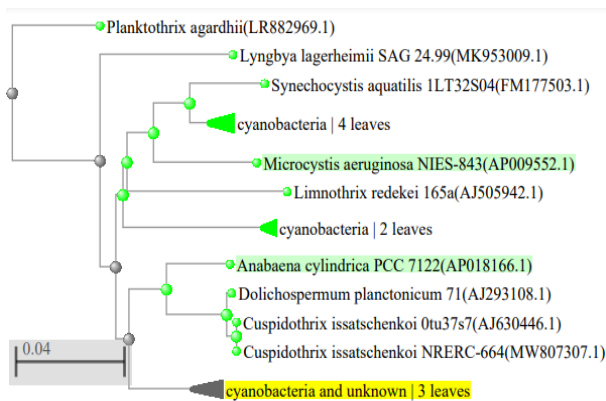 Planktothrix agardhii(LR882969.1)
Lyngbya lagerheimii SAG 24.99(MK953009.1)
Synechocystis aquatilis 1LT32S04(FM177503.1)
cyanobacteria | 4 leaves
Microcystis aeruginosa NIES-843(AP009552.1)
Limnothrix redekei 165a(AJ505942.1)
cyanobacteria | 2 leaves
Anabaena cylindrica PCC 7122(AP018166.1)
Dolichospermum planctonicum 71(AJ293108.1)
Cuspidothrix issatschenkoi 0tu37s7(AJ630446.1)
Cuspidothrix issatschenkoi NRERC-664(MW807307.1)
0.04
cyanobacteria and unknown | 3 leaves